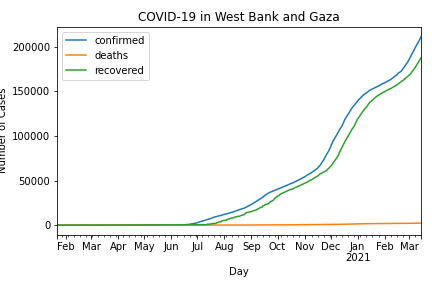 COVID-19 in West Bank and Gaza
confirmed
deaths
recovered
200000
150000
100000
50000
0
Number of Cases
Feb Mar Apr May Jun Jul Aug Sep Oct Nov Dec Jan Feb Mar
2021
Day